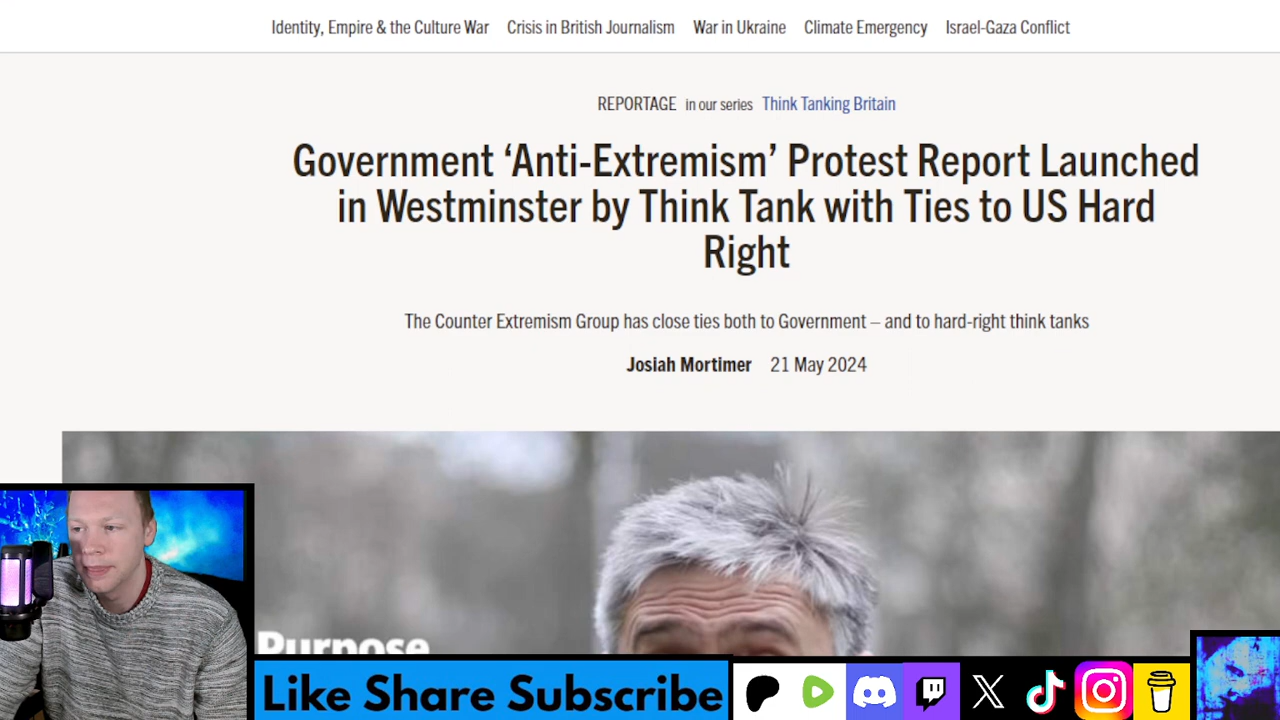 Identity, Empire & the Culture War Crisis in British Journalism War in Ukraine Climate Emergency Israel-Gaza Conflict
REPORTAGE in our series Think Tanking Britain
Government ‘Anti-Extremism’ Protest Report Launched
in Westminster by Think Tank with Ties to US Hard
Right
The Counter Extremism Group has close ties both to Government – and to hard-right think tanks
Josiah Mortimer 21 May 2024
Purpose
Like Share Subscribe